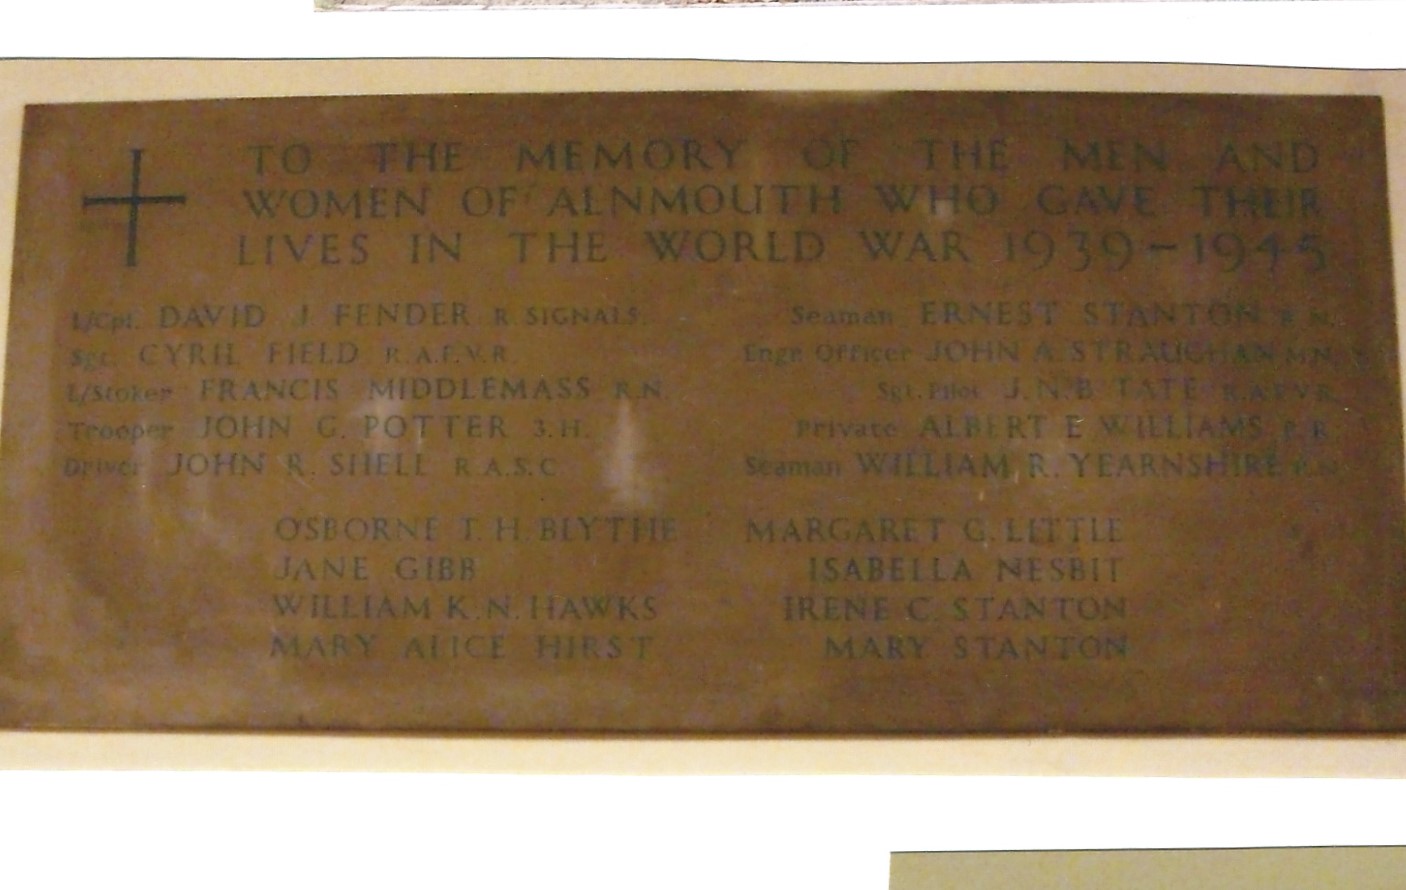 TO THE MEMORY OF THE MEN AND
WOMEN OF ALNMOUTH WHO GAVE THEIR
LIVES IN THE WORLD WAR 1939-1945
L/Cpl. DAVID J. FENDER R. SIGNALS.
Sgt. CYRIL FIELD R.A.F.V.R.
L/Stoker FRANCIS MIDDLEMASS R.N.
Trooper JOHN G. POTTER 3.H.
Driver JOHN R. SHELL R.A.S.C
Seaman ERNEST STANTON R.N.
Engr Officer JOHN A. STRAUGHAN M.N.
Sgt. Pilot J.N.B TATE R.A.F.V.R.
Private ALBERT E WILLIAMS
Seaman WILLIAM R. YEARNSHIRE R.N.
OSBORNE T. H. BLYTHE
JANE GIBB
WILLIAM K. N. HAWKS
MARY ALICE HIRST
MARGARET G. LITTLE
ISABELLA NESBIT
IRENE C. STANTON
MARY STANTON